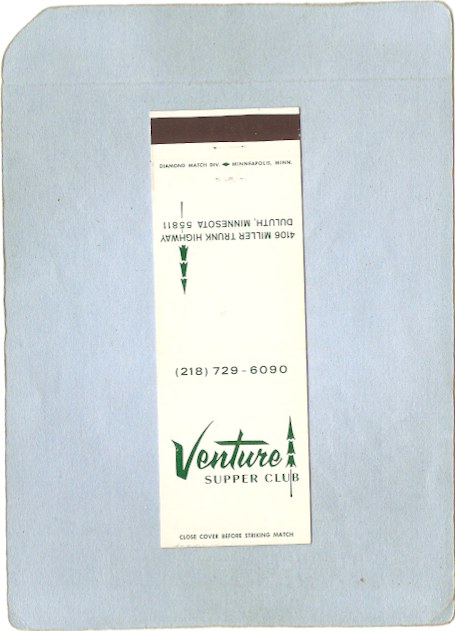 DIAMOND MATCH DIV. MINNEAPOLIS, MINN.
4106 MILLER TRUNK HIGHWAY
DULUTH, MINNESOTA 55811
(218) 729-6090
Venture
SUPPER CLUB
CLOSE COVER BEFORE STRIKING MATCH